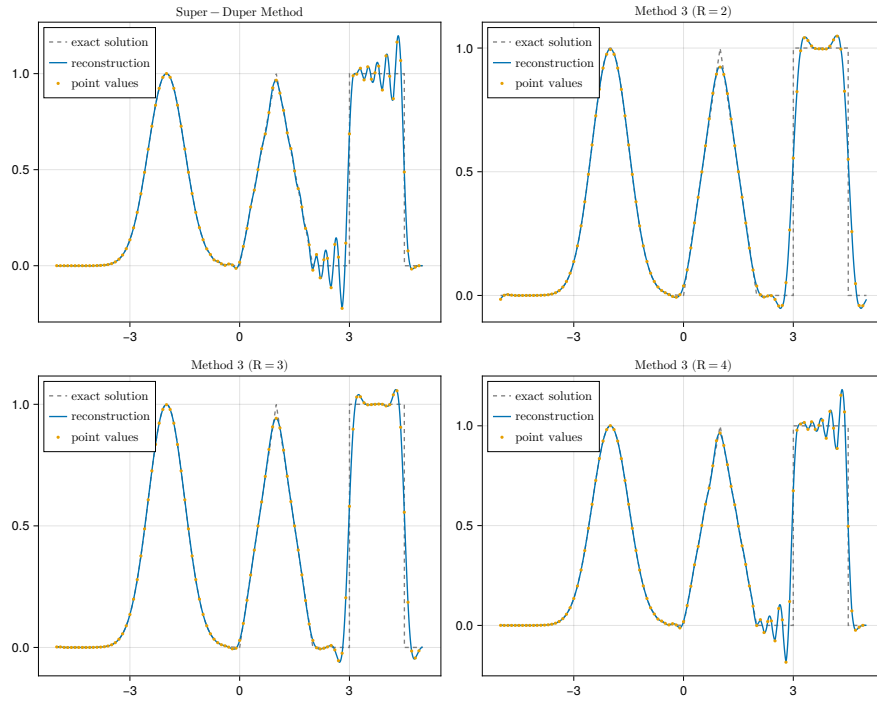 Super − Duper Method
exact solution
reconstruction
point values
1.0
0.5
0.0
−3
0
3
Method 3 (R = 2)
exact solution
reconstruction
point values
1.0
0.5
0.0
−3
0
3
Method 3 (R = 3)
exact solution
reconstruction
point values
1.0
0.5
0.0
−3
0
3
Method 3 (R = 4)
exact solution
reconstruction
point values
1.0
0.5
0.0
−3
0
3